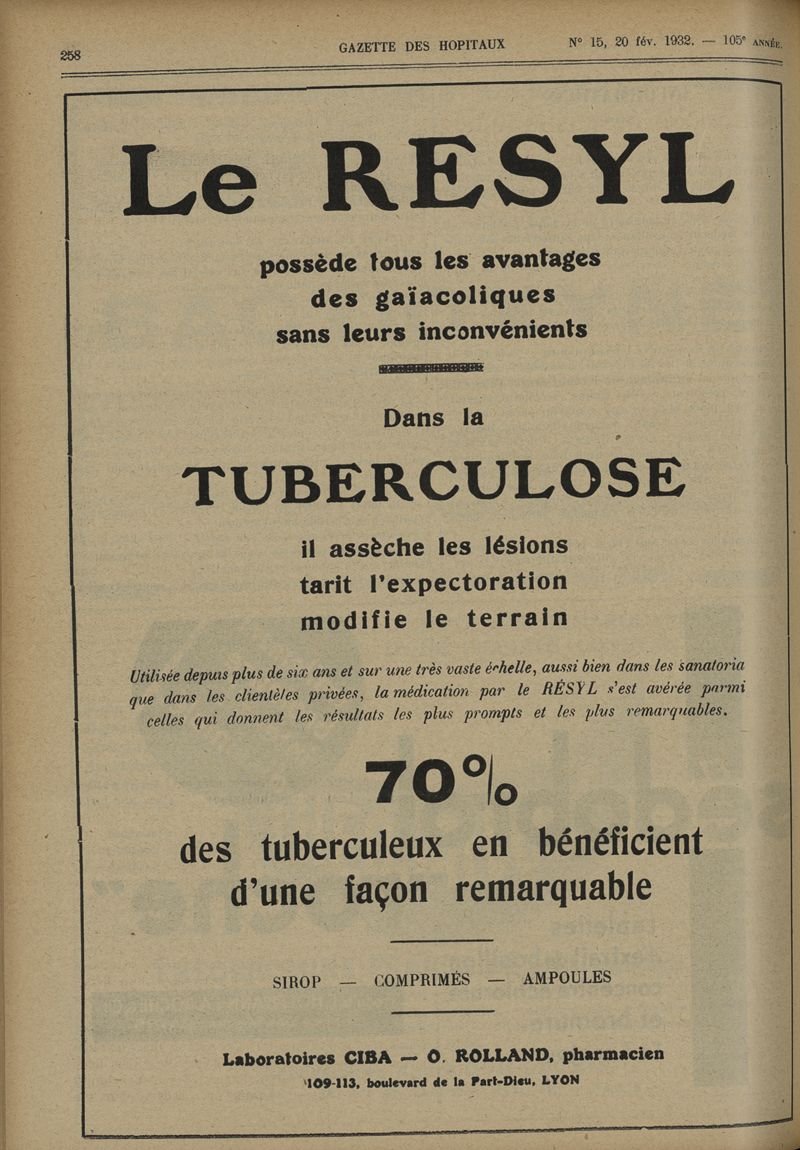 258
GAZETTE DES HOPITAUX
N° 15, 20 fév. 1932. — 105e ANNÉE.
Le RESYL
possède tous les avantages
des gaïacoliques
sans leurs inconvénients
Dans la
TUBERCULOSE
il assèche les lésions
tarit l'expectoration
modifie le terrain
Utilisée depuis plus de six ans et sur une très vaste échelle, aussi bien dans les sanatoria
que dans les clientèles privées, la médication par le RÉSYL s'est avérée parmi
celles qui donnent les résultats les plus prompts et les plus remarquables.
70%
des tuberculeux en bénéficient
d'une façon remarquable
SIROP — COMPRIMÉS — AMPOULES
Laboratoires CIBA — O. ROLLAND, pharmacien
109-113, boulevard de la Part-Dieu, LYON